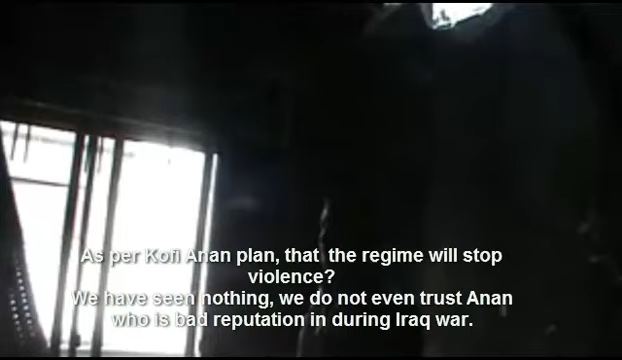 As per Kofi Anan plan, that the regime will stop
violence?
We have seen nothing, we do not even trust Anan
who is bad reputation in during Iraq war.